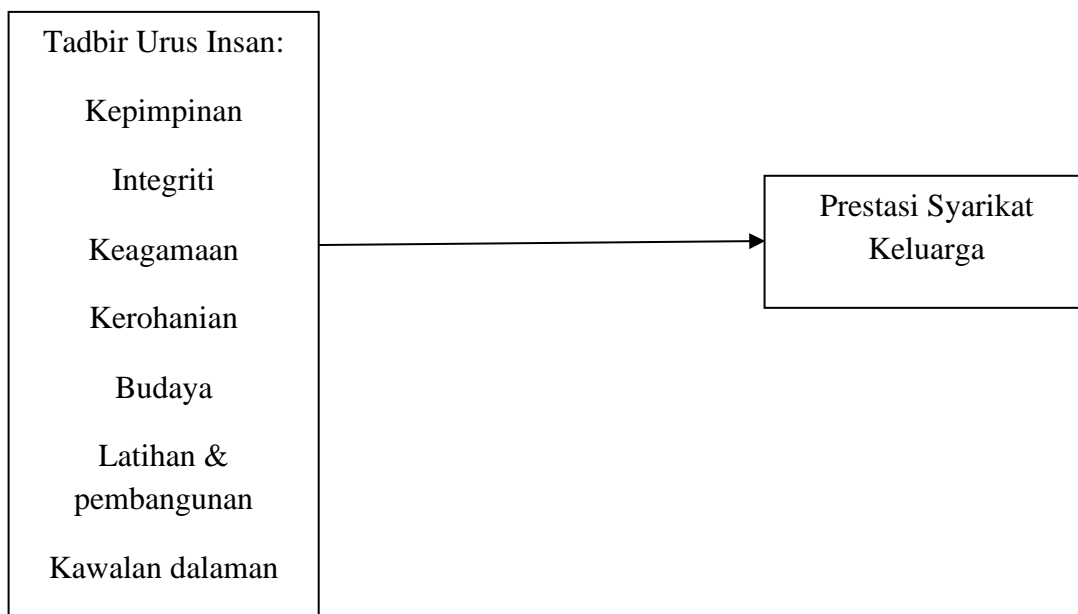 Tadbir Urus Insan:
Kepimpinan
Integriti
Keagamaan
Kerohanian
Budaya
Latihan &
pembangunan
Kawalan dalaman
Prestasi Syarikat
Keluarga